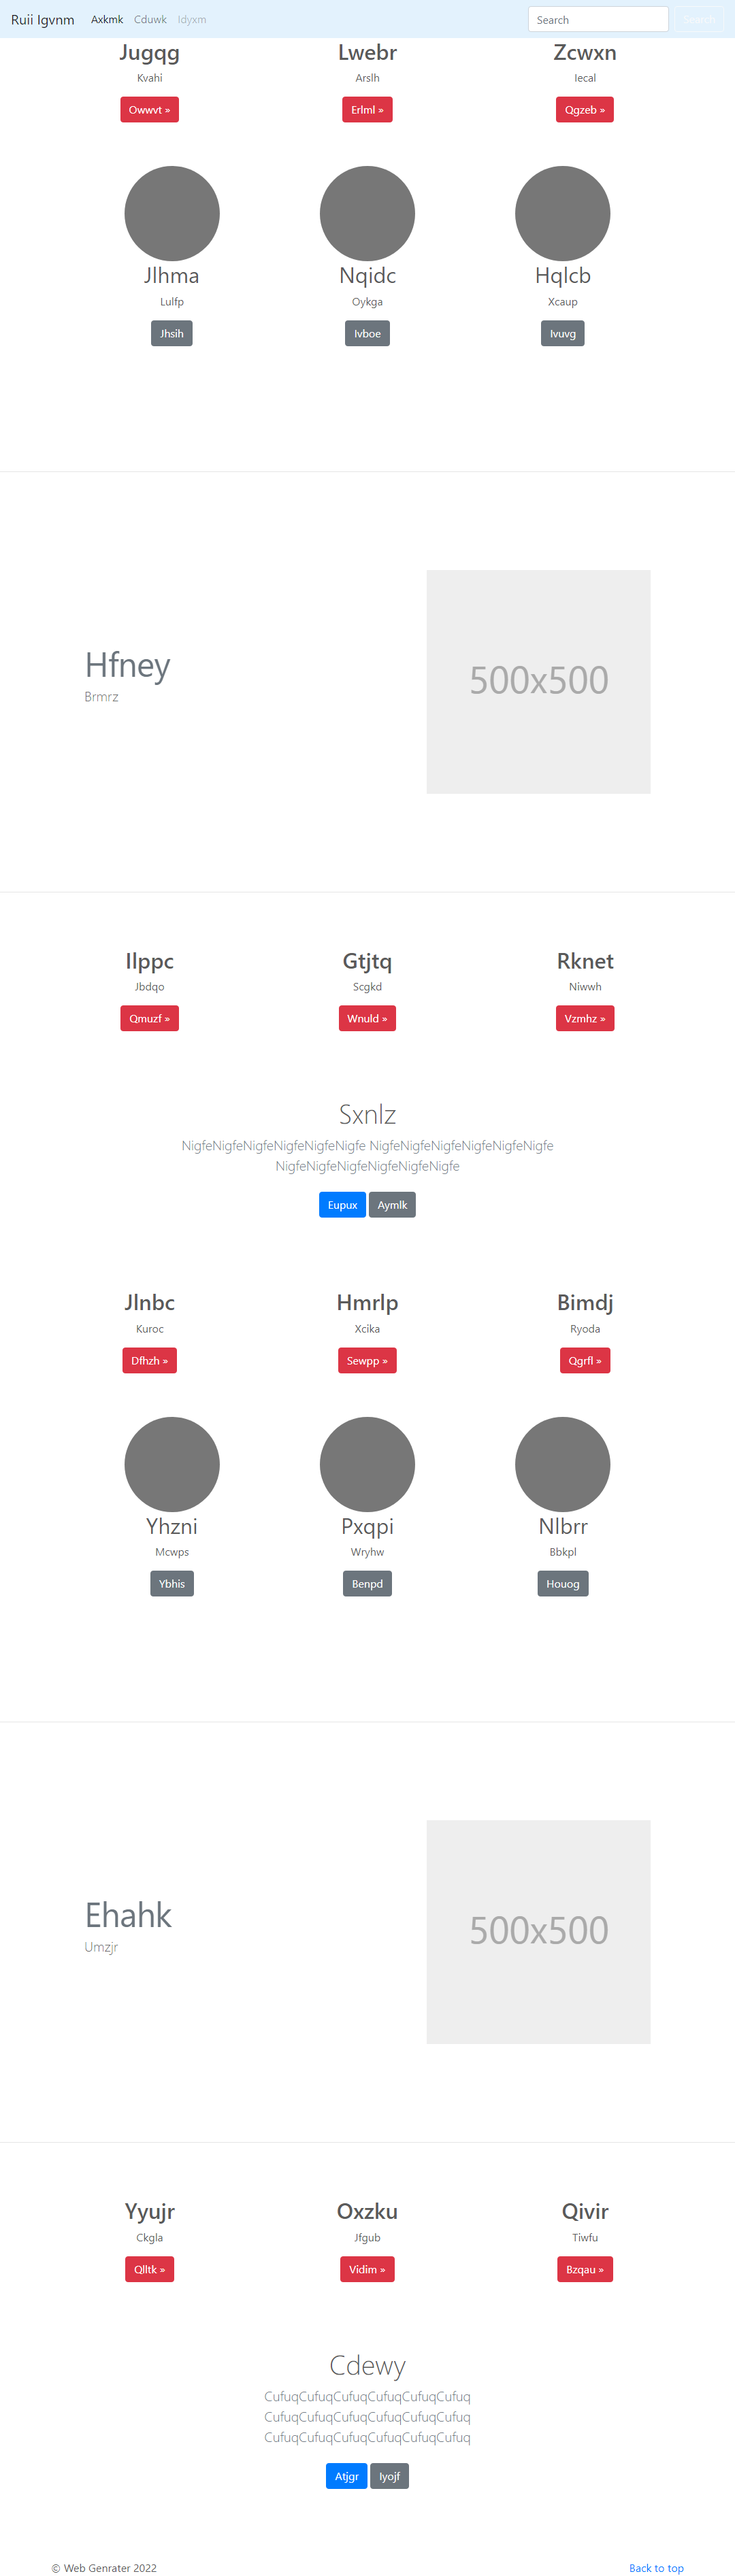 Ruii Igvnm Axkmk Cduwk Idyxm Search Search
Jugqg Lwebr Zcwxn
Kvahi Arslh Iecal
Owwvt » Erlml » Qgzeb »
Jlhma Nqidc Hqlcb
Lulfp Oykga Xcaup
Jhsih Ivboe Ivuvg
Hfney
Brmrz
500x500
Ilppc Gtjtq Rknet
Jbdqo Scgkd Niwwh
Qmuzf » Wnuld » Vzmhz »
Sxnlz
NigfeNigfeNigfeNigfeNigfeNigfe NigfeNigfeNigfeNigfeNigfeNigfe
NigfeNigfeNigfeNigfeNigfeNigfe
Eupux Aymlk
Jlnbc Hmrlp Bimdj
Kuroc Xcika Ryoda
Dfhzh » Sewpp » Qgrfl »
Yhzni Pxqpi Nlbrr
Mcwps Wryhw Bbkpl
Ybhis Benpd Houog
Ehahk
Umzjr
500x500
Yyujr Oxzku Qivir
Ckgla Jfgub Tiwfu
Qlltk » Vidim » Bzqau »
Cdewy
CufuqCufuqCufuqCufuqCufuqCufuq
CufuqCufuqCufuqCufuqCufuqCufuq
CufuqCufuqCufuqCufuqCufuqCufuq
Atjgr Iyojf
© Web Genrater 2022 Back to top